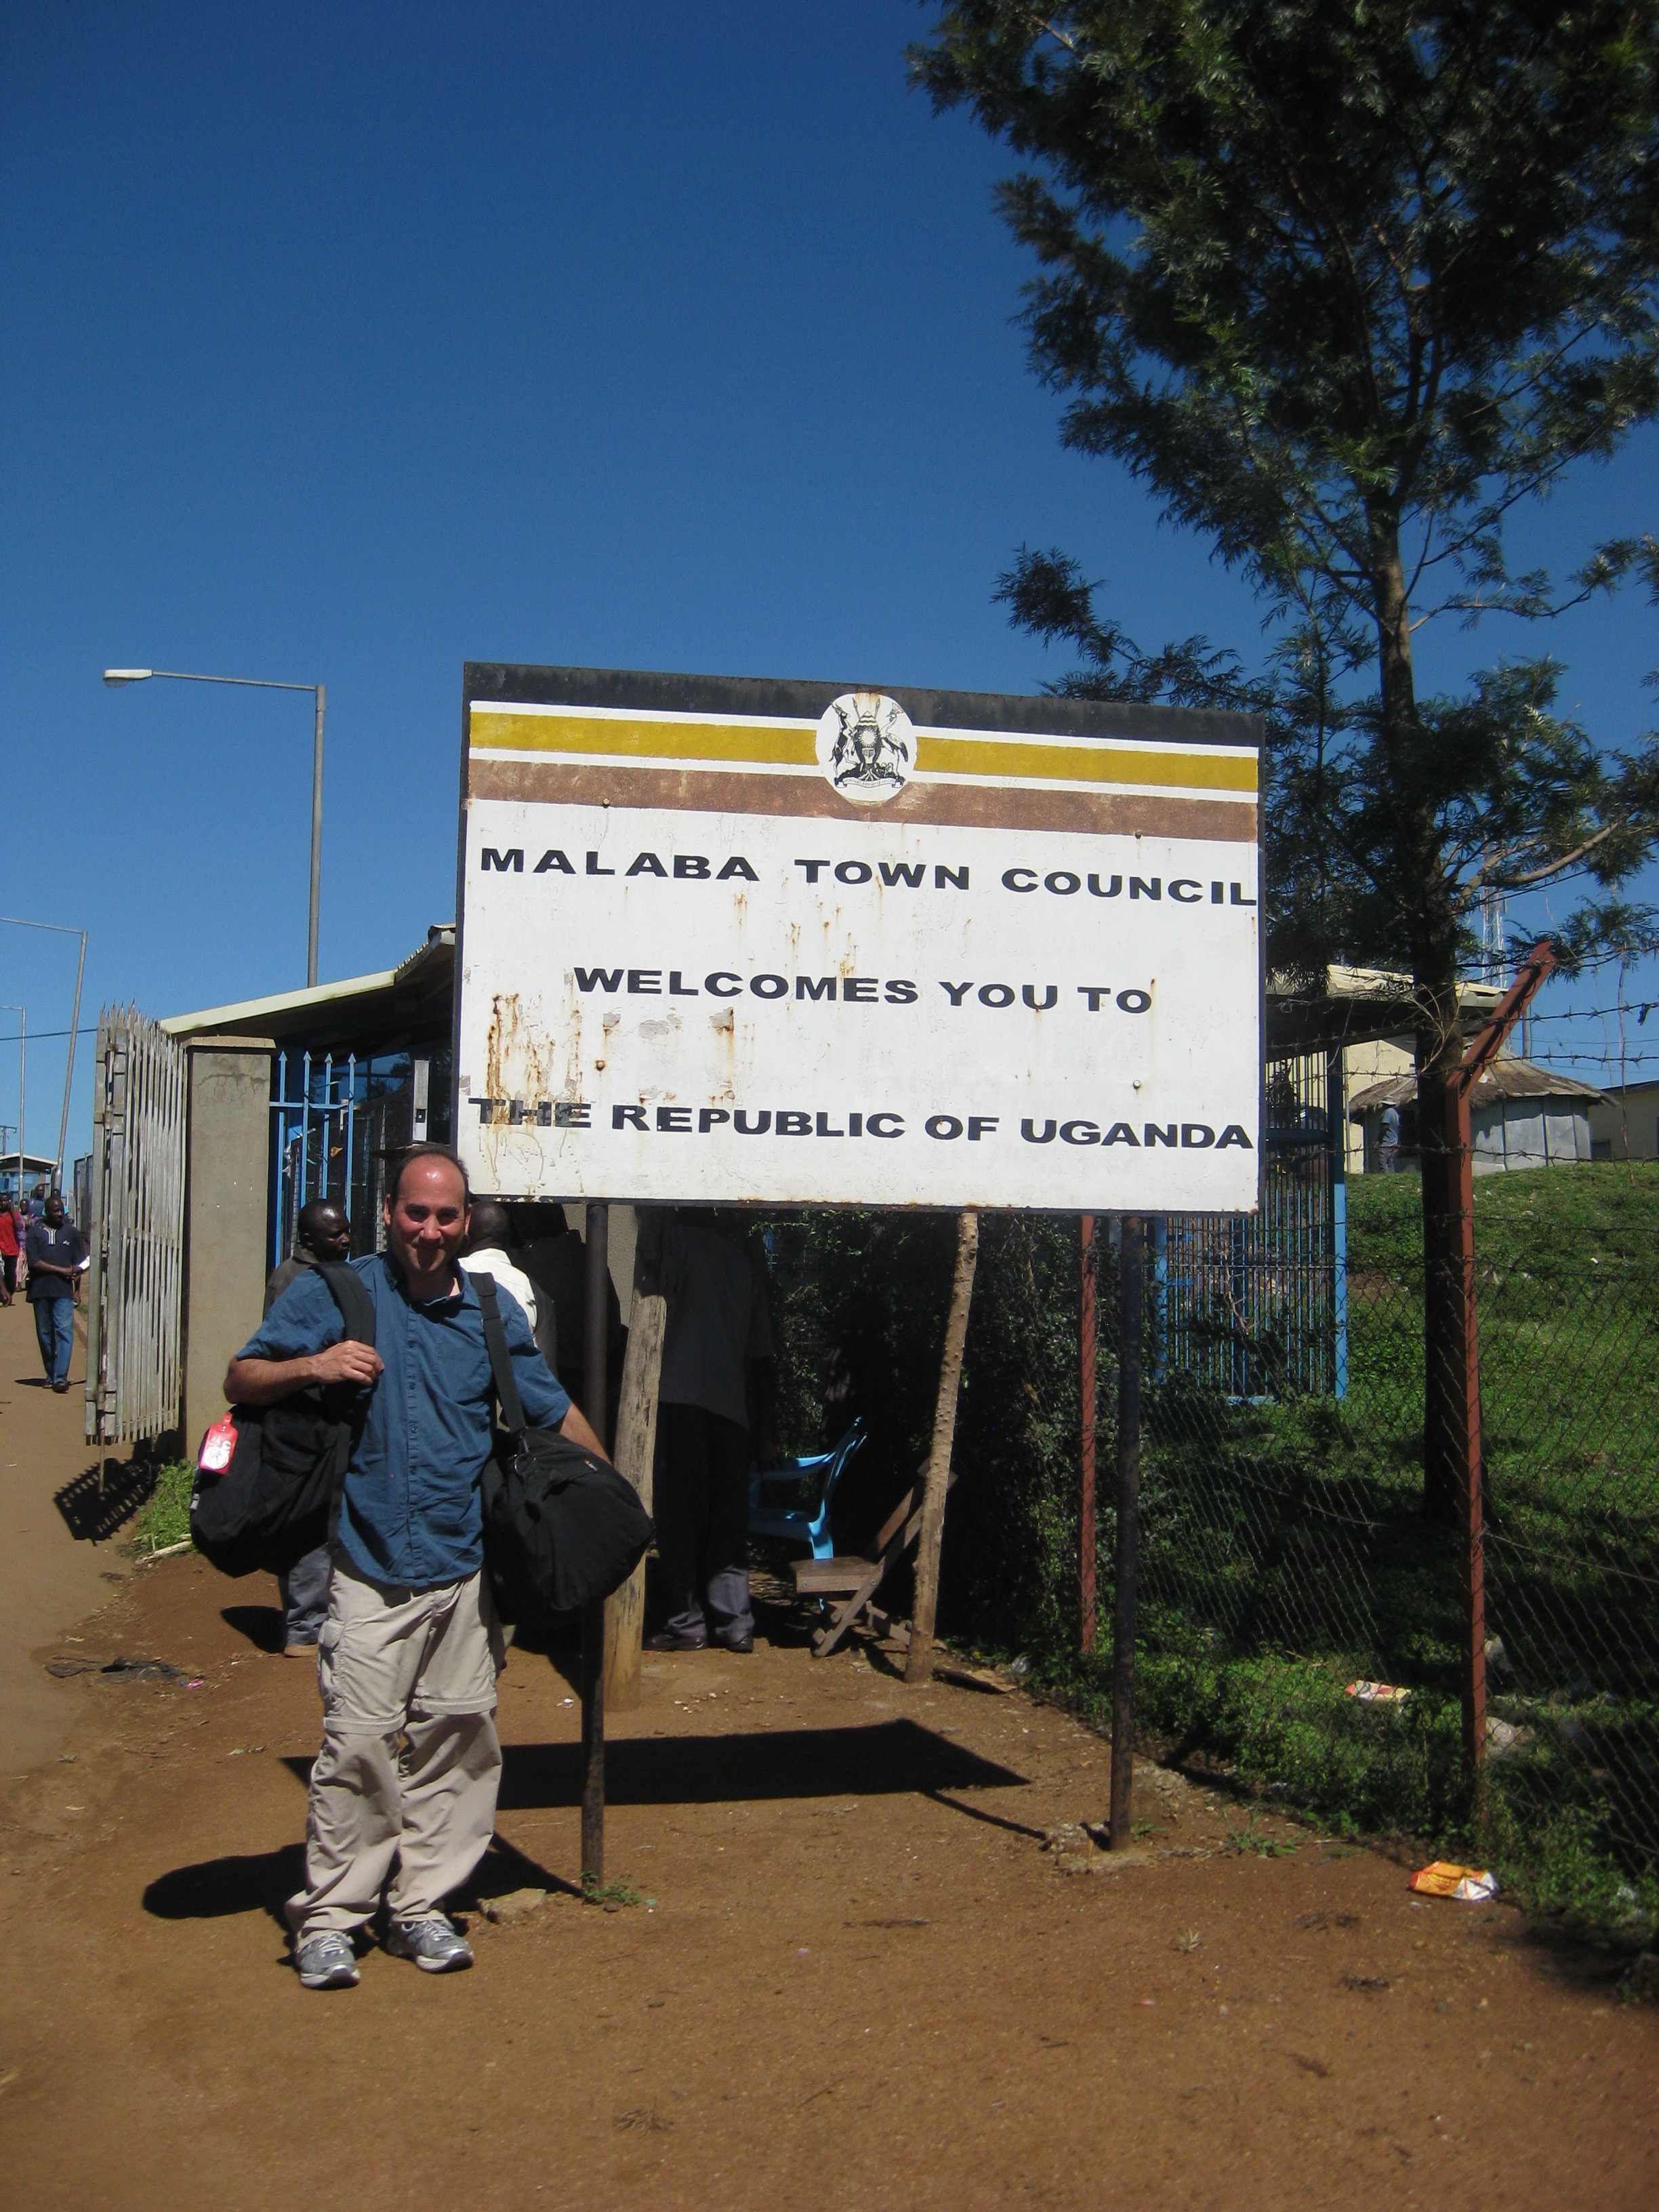 MALABA TOWN COUNCIL
WELCOMES YOU TO
THE REPUBLIC OF UGANDA